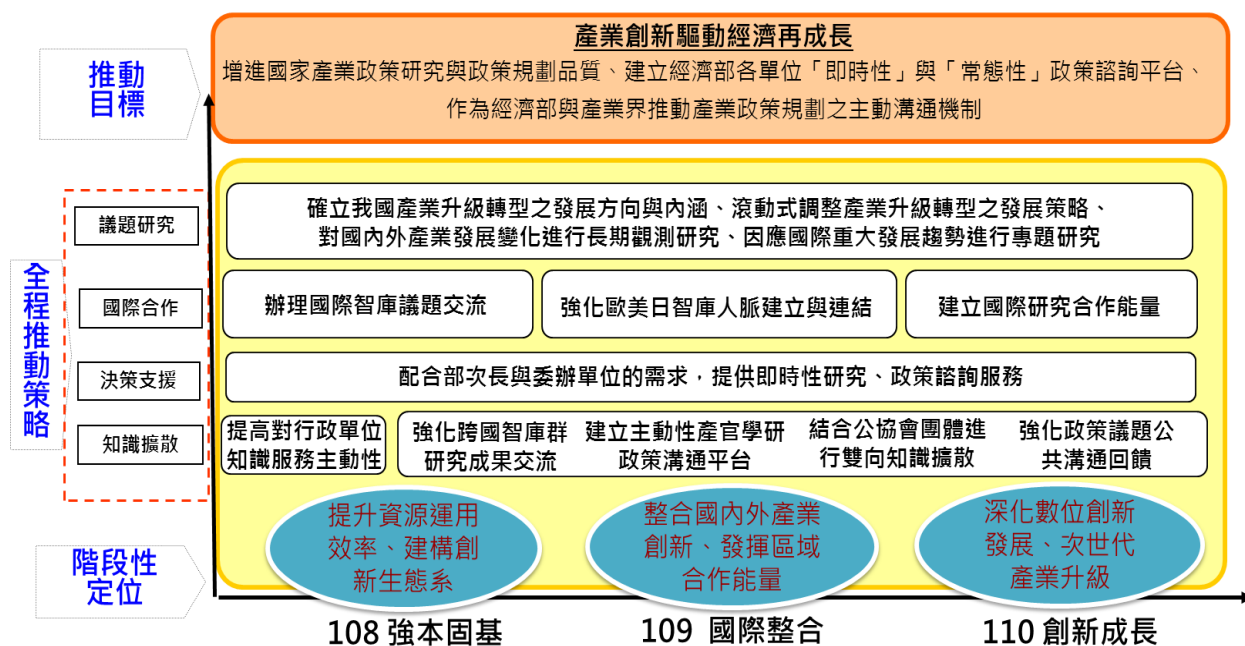 推動
目標
產業創新驅動經濟再成長
增進國家產業政策研究與政策規劃品質、建立經濟部各單位「即時性」與「常態性」政策諮詢平台、
作為經濟部與產業界推動產業政策規劃之主動溝通機制
全程推動策略
議題研究
確立我國產業升級轉型之發展方向與內涵、滾動式調整產業升級轉型之發展策略、
對國內外產業發展變化進行長期觀測研究、因應國際重大發展趨勢進行專題研究
國際合作
辦理國際智庫議題交流
強化歐美日智庫人脈建立與連結
建立國際研究合作能量
決策支援
配合部次長與委辦單位的需求，提供即時性研究、政策諮詢服務
知識擴散
提高對行政單位
知識服務主動性
強化跨國智庫群
研究成果交流
建立主動性產官學研
政策溝通平台
結合公協會團體進
行雙向知識擴散
強化政策議題公
共溝通回饋
階段性
定位
提升資源運用
效率、建構創
新生態系
整合國內外產業
創新、發揮區域
合作能量
深化數位創新
發展、次世代
產業升級
108 強本固基
109 國際整合
110 創新成長